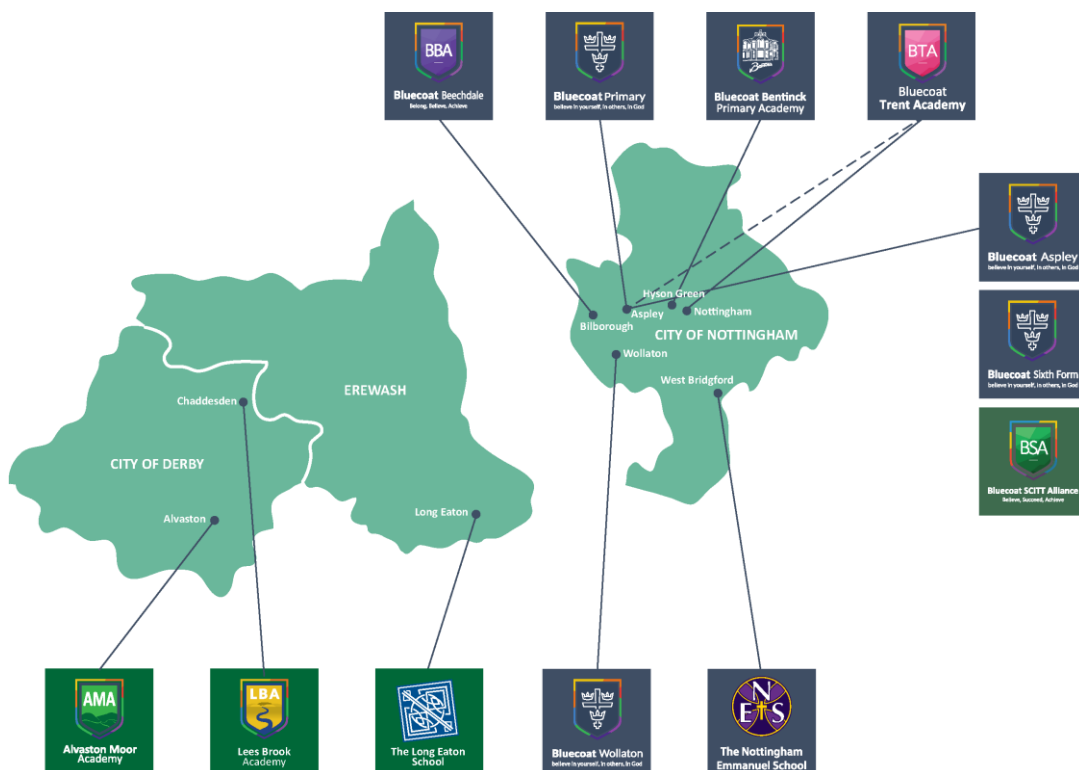 BBA
Bluecoat Beechdale
Belong, Believe, Achieve
Bluecoat Primary
believe in yourself, in others, in God
Bluecoat Bentinck
Primary Academy
BTA
Bluecoat
Trent Academy
Bluecoat Aspley
believe in yourself, in others, in God
Bluecoat Sixth Form
believe in yourself, in others, in God
BSA
Bluecoat SCITT Alliance
Believe, Succeed, Achieve
Hyson Green
Aspley
Nottingham
Bilborough
CITY OF NOTTINGHAM
Wollaton
West Bridgford
EREWASH
Chaddesden
CITY OF DERBY
Alvaston
Long Eaton
AMA
Alvaston Moor
Academy
LBA
Lees Brook
Academy
The Long Eaton
School
Bluecoat Wollaton
believe in yourself, in others, in God
N
E S
The Nottingham
Emmanuel School